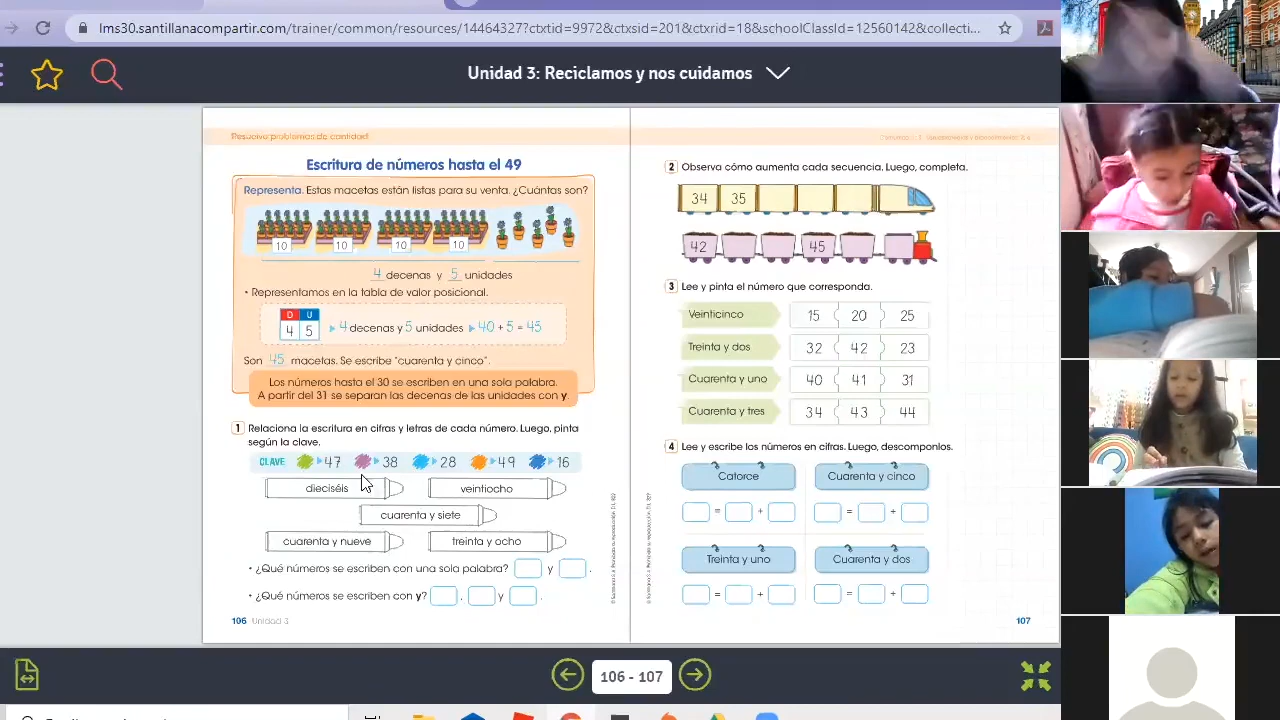 lms30.santillanacompartir.com/trainer/common/resources/14464327?cartid=9972&ctxsid=201&ctxrid=18&schoolClassId=12560142&collecti...
Unidad 3: Reciclamos y nos cuidamos
Resuelve problemas de cantidad
Escritura de números hasta el 49
Representa. Estas macetas están listas para su venta. ¿Cuántas son?
10 10 10 10
4 decenas y 5 unidades
• Representamos en la tabla de valor posicional.
D U
4 5
4 decenas y 5 unidades 40 + 5 = 45
Son 45 macetas. Se escribe "cuarenta y cinco".
Los números hasta el 30 se escriben en una sola palabra.
A partir del 31 se separan las decenas de las unidades con y.
1 Relaciona la escritura en cifras y letras de cada número. Luego, pinta
según la clave.
CLAVE 47 38 28 49 16
dieciséis veintiocho
cuarenta y siete
cuarenta y nueve treinta y ocho
• ¿Qué números se escriben con una sola palabra? y .
• ¿Qué números se escriben con y? , y .
106 Unidad 3
2 Observa cómo aumenta cada secuencia. Luego, completa.
34 35
42 45
3 Lee y pinta el número que corresponda.
Veinticinco 15 20 25
Treinta y dos 32 42 23
Cuarenta y uno 40 41 31
Cuarenta y tres 34 43 44
4 Lee y escribe los números en cifras. Luego, descomponlos.
Catorce Cuarenta y cinco
= + = +
Treinta y uno Cuarenta y dos
= + = +
107
106 - 107